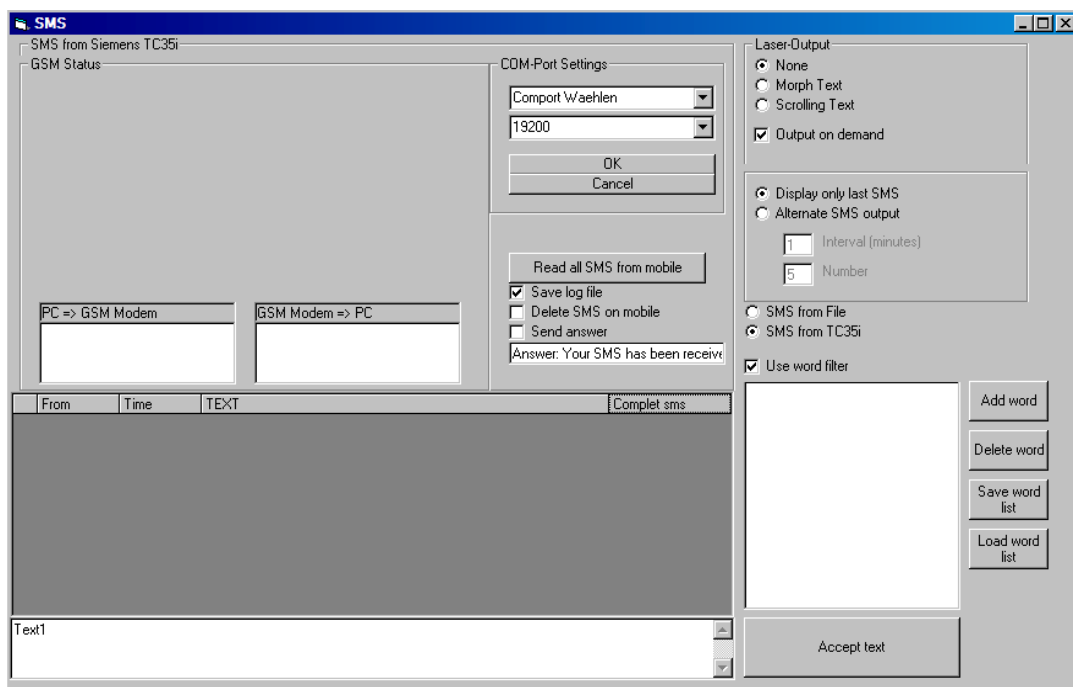 SMS
SMS from Siemens TC35i
GSM Status
PC => GSM Modem
GSM Modem => PC
COM-Port Settings
Comport Waehlen
19200
OK
Cancel
Read all SMS from mobile
Save log file
Delete SMS on mobile
Send answer
Answer: Your SMS has been receive
From Time TEXT Complet sms
Text1
Laser-Output
None
Morph Text
Scrolling Text
Output on demand
Display only last SMS
Alternate SMS output
1 Interval (minutes)
5 Number
SMS from File
SMS from TC35i
Use word filter
Add word
Delete word
Save word
list
Load word
list
Accept text